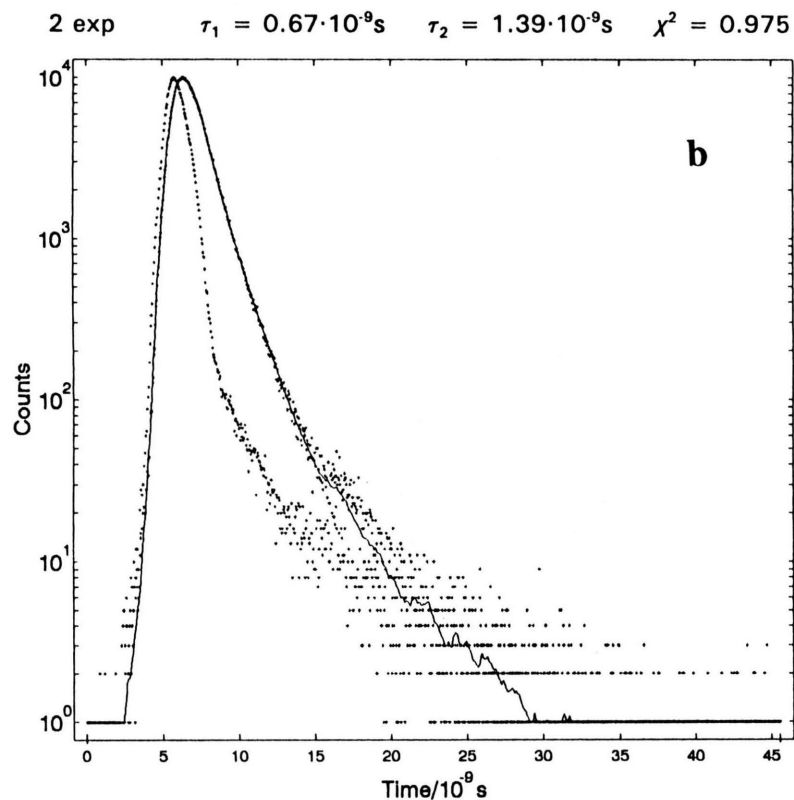 2 exp τ₁ = 0.67·10⁻⁹s τ₂ = 1.39·10⁻⁹s χ² = 0.975
b
Counts
10⁴
10³
10²
10¹
10⁰
0 5 10 15 20 25 30 35 40 45
Time/10⁻⁹ s